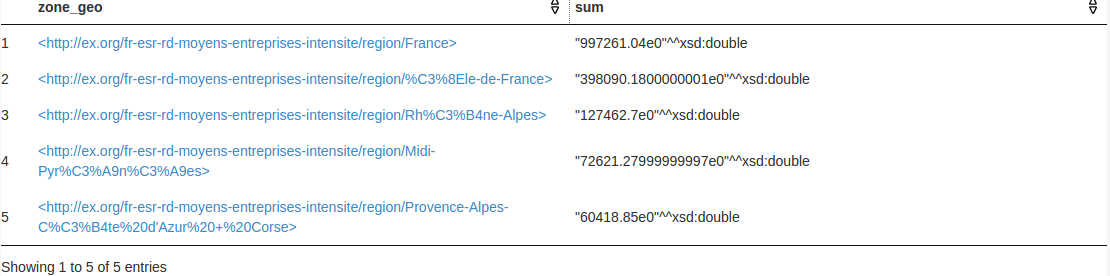 zone_geo sum
1 <http://ex.org/fr-esr-rd-moyens-entreprises-intensite/region/France> "997261.04e0"^^xsd:double
2 <http://ex.org/fr-esr-rd-moyens-entreprises-intensite/region/%C3%8Ele-de-France> "398090.1800000001e0"^^xsd:double
3 <http://ex.org/fr-esr-rd-moyens-entreprises-intensite/region/Rh%C3%B4ne-Alpes> "127462.7e0"^^xsd:double
4 <http://ex.org/fr-esr-rd-moyens-entreprises-intensite/region/Midi-
Pyr%C3%A9n%C3%A9es> "72621.27999999997e0"^^xsd:double
5 <http://ex.org/fr-esr-rd-moyens-entreprises-intensite/region/Provence-Alpes-
C%C3%B4te%20d'Azur%20+%20Corse> "60418.85e0"^^xsd:double
Showing 1 to 5 of 5 entries